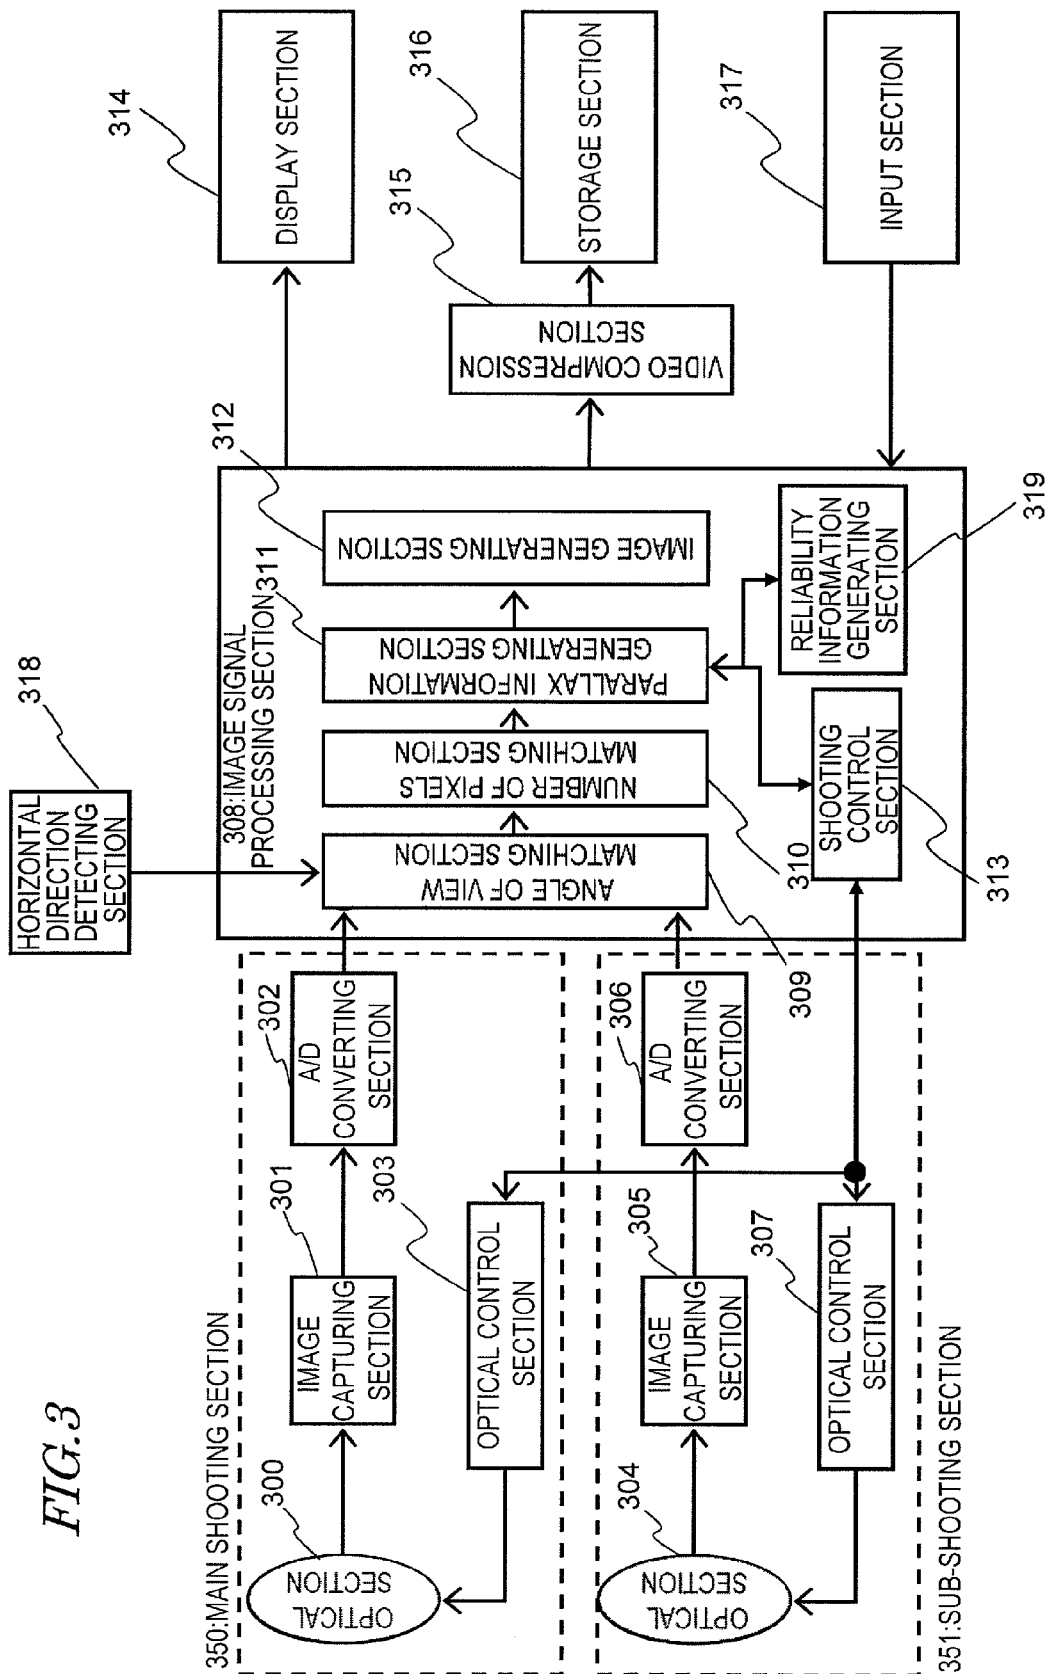 FIG.3
350:MAIN SHOOTING SECTION
300
OPTICAL
SECTION
301
IMAGE
CAPTURING
SECTION
302
A/D
CONVERTING
SECTION
303
OPTICAL CONTROL
SECTION
351:SUB-SHOOTING SECTION
304
OPTICAL
SECTION
305
IMAGE
CAPTURING
SECTION
306
A/D
CONVERTING
SECTION
307
OPTICAL CONTROL
SECTION
318
HORIZONTAL
DIRECTION
DETECTING
SECTION
308:IMAGE SIGNAL
PROCESSING SECTION
309
ANGLE OF VIEW
MATCHING SECTION
310
NUMBER OF PIXELS
MATCHING SECTION
311
PARALLAX INFORMATION
GENERATING SECTION
312
IMAGE GENERATING SECTION
313
SHOOTING
CONTROL
SECTION
319
RELIABILITY
INFORMATION
GENERATING
SECTION
314
DISPLAY SECTION
315
VIDEO COMPRESSION
SECTION
316
STORAGE SECTION
317
INPUT SECTION